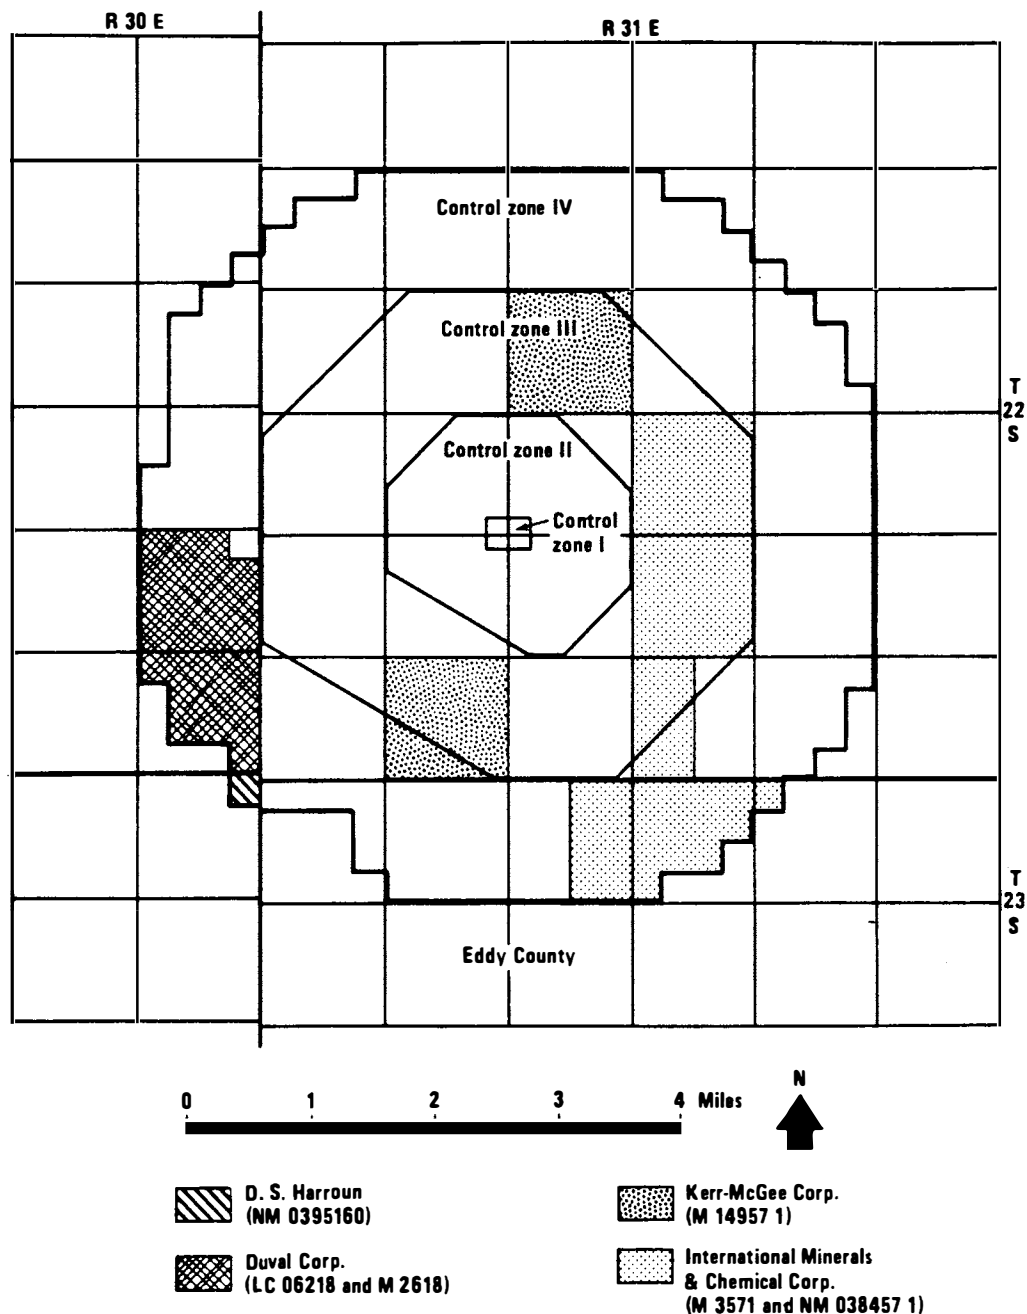 R 30 E
R 31 E
Control zone IV
Control zone III
T
22
S
Control zone II
Control
zone I
T
23
S
Eddy County
N
0 1 2 3 4 Miles
D. S. Harroun
(NM 0395160)
Kerr-McGee Corp.
(M 14957 1)
Duval Corp.
(LC 06218 and M 2618)
International Minerals
& Chemical Corp.
(M 3571 and NM 038457 1)